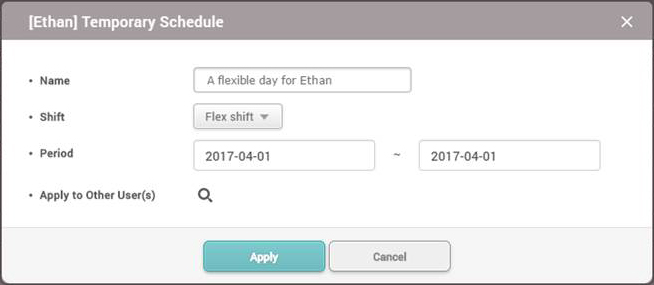 [Ethan] Temporary Schedule
• Name A flexible day for Ethan
• Shift Flex shift
• Period 2017-04-01 ~ 2017-04-01
• Apply to Other User(s)
Apply Cancel